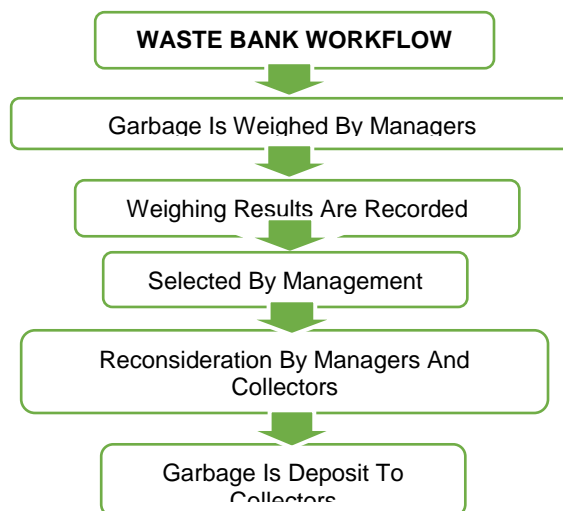 WASTE BANK WORKFLOW
Garbage Is Weighed By Managers
Weighing Results Are Recorded
Selected By Management
Reconsideration By Managers And
Collectors
Garbage Is Deposit To
Collectors